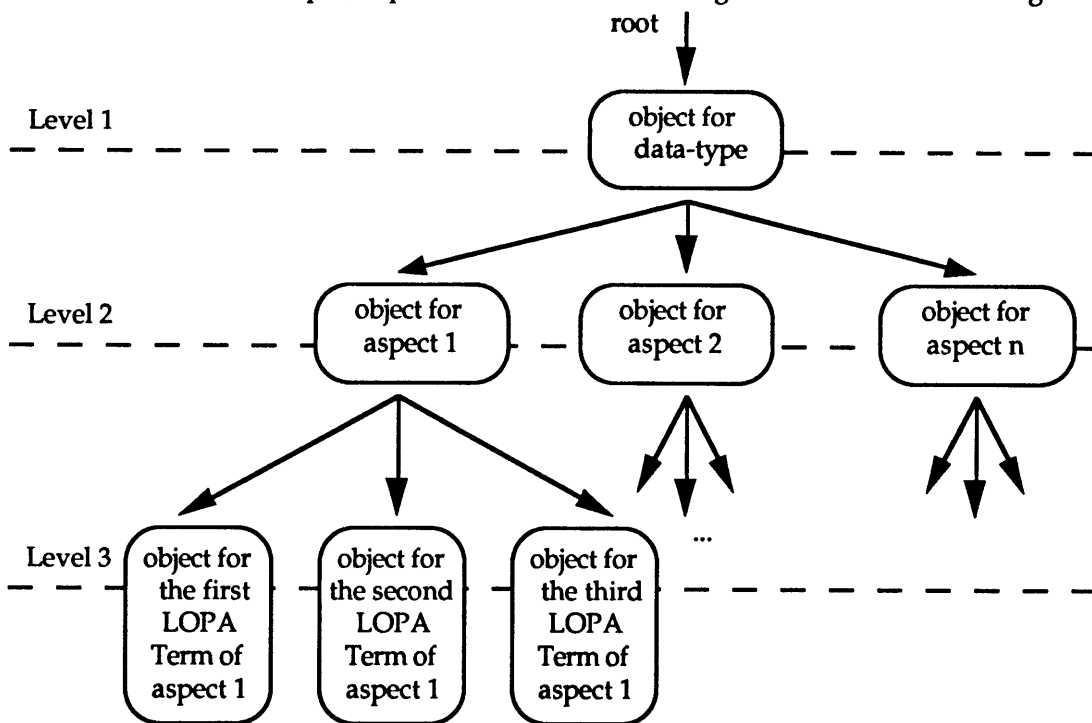 root
Level 1
object for
data-type
Level 2
object for
aspect 1
object for
aspect 2
object for
aspect n
...
Level 3
object for
the first
LOPA
Term of
aspect 1
object for
the second
LOPA
Term of
aspect 1
object for
the third
LOPA
Term of
aspect 1